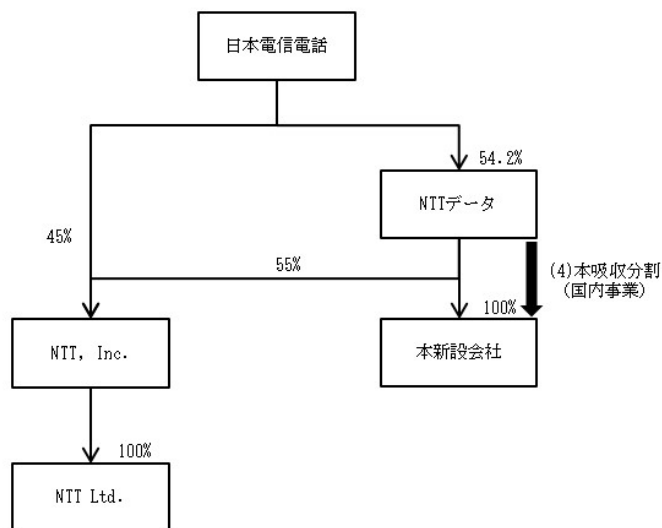 日本電信電話
54.2%
NTTデータ
45%
55%
(4)本吸収分割
(国内事業)
100%
NTT, Inc.
本新設会社
100%
NTT Ltd.